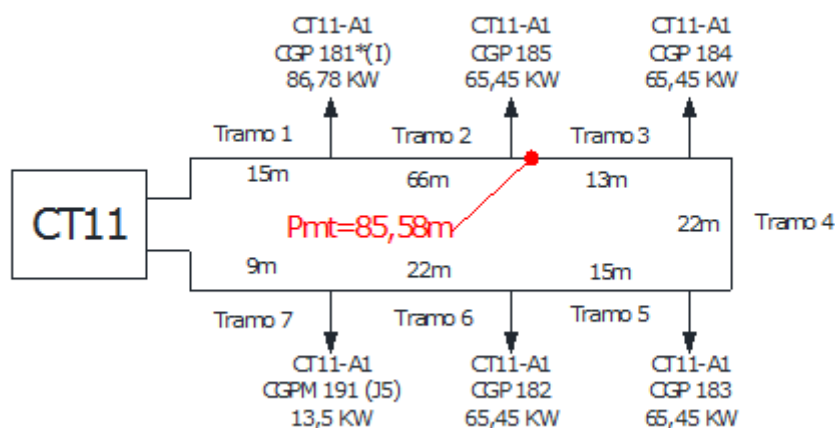 CT11-A1
CGP 181*(I)
86,78 KW
CT11-A1
CGP 185
65,45 KW
CT11-A1
CGP 184
65,45 KW
Tramo 1
Tramo 2
Tramo 3
15m
66m
13m
CT11
Pmt=85,58m
22m
Tramo 4
9m
22m
15m
Tramo 7
Tramo 6
Tramo 5
CT11-A1
CGPM 191 (J5)
13,5 KW
CT11-A1
CGP 182
65,45 KW
CT11-A1
CGP 183
65,45 KW